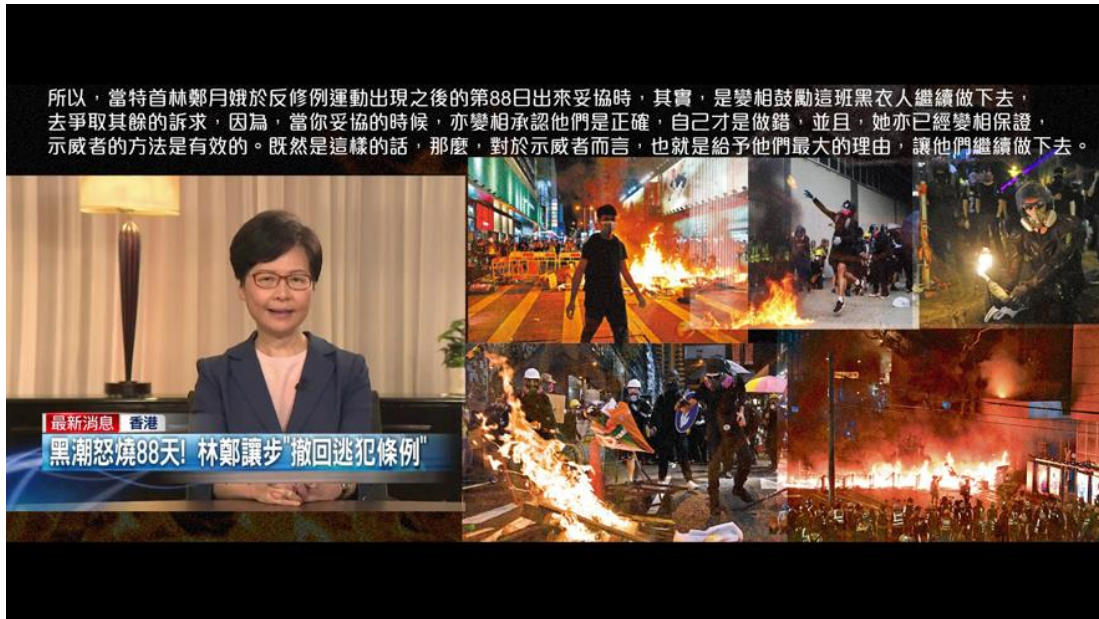 所以，當特首林鄭月娥於反修例運動出現之後的第88日出來妥協時，其實，是變相鼓勵這班黑衣人繼續做下去，
去爭取其餘的訴求，因為，當你妥協的時候，亦變相承認他們是正確，自己才是做錯，並且，她亦已經變相保證，
示威者的方法是有效的。既然是這樣的話，那麼，對於示威者而言，也就是給予他們最大的理由，讓他們繼續做下去。
最新消息 香港
黑潮怒燒88天! 林鄭讓步"撤回逃犯條例"